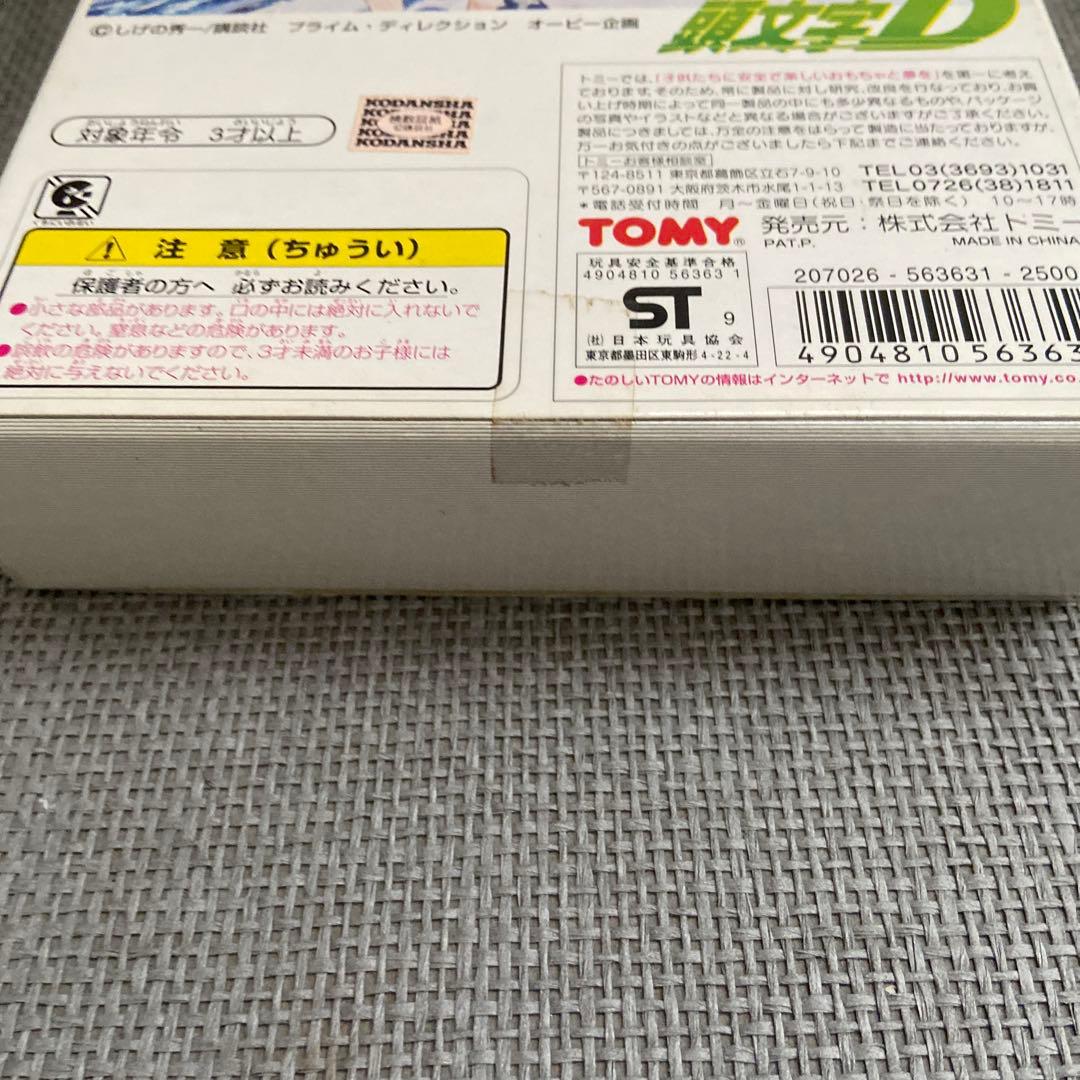 ©しげの秀一/講談社 プライム・ディレクション オービー企画
頭文字D
対象年令 3才以上
KODANSHA
KODANSHA
トミーでは、「子供たちに安全で楽しいおもちゃと夢を」を第一に考え
ております。そのため、常に製品に対し研究、改良を行なっており、お買
い上げ時期によって同一製品の中にも多少異なるものや、パッケージ
の写真やイラストなどと異なる場合がございますがご了承ください。
製品につきましては、万全の注意をはらって製造に当たっておりますが、
万一お気付きの点がございましたら下記までご連絡ください。
[トミーお客様相談室]
〒124-8511 東京都葛飾区立石7-9-10 TEL03(3693)1031
〒567-0891 大阪府茨木市水尾1-1-13 TEL0726(38)1811
*電話受付時間 月〜金曜日(祝日・祭日を除く) 10〜17時
TOMY® 発売元:株式会社トミー
PAT.P. MADE IN CHINA
注意(ちゅうい)
保護者の方へ 必ずお読みください。
●小さな部品があります。口の中には絶対に入れないで
ください。窒息などの危険があります。
●誤飲の危険がありますので、3才未満のお子様には
絶対に与えないでください。
玩具安全基準合格
4904810 56363 1
ST 9
(社)日本玩具協会
東京都墨田区東駒形4-22-4
207026-563631-2500
4904810 56363
●たのしいTOMYの情報はインターネットで http://www.tomy.co.